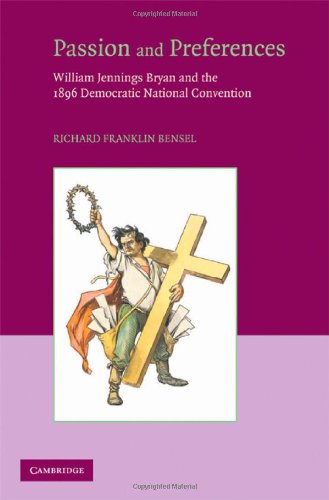 Passion and Preferences
William Jennings Bryan and the
1896 Democratic National Convention
RICHARD FRANKLIN BENSEL
CAMBRIDGE